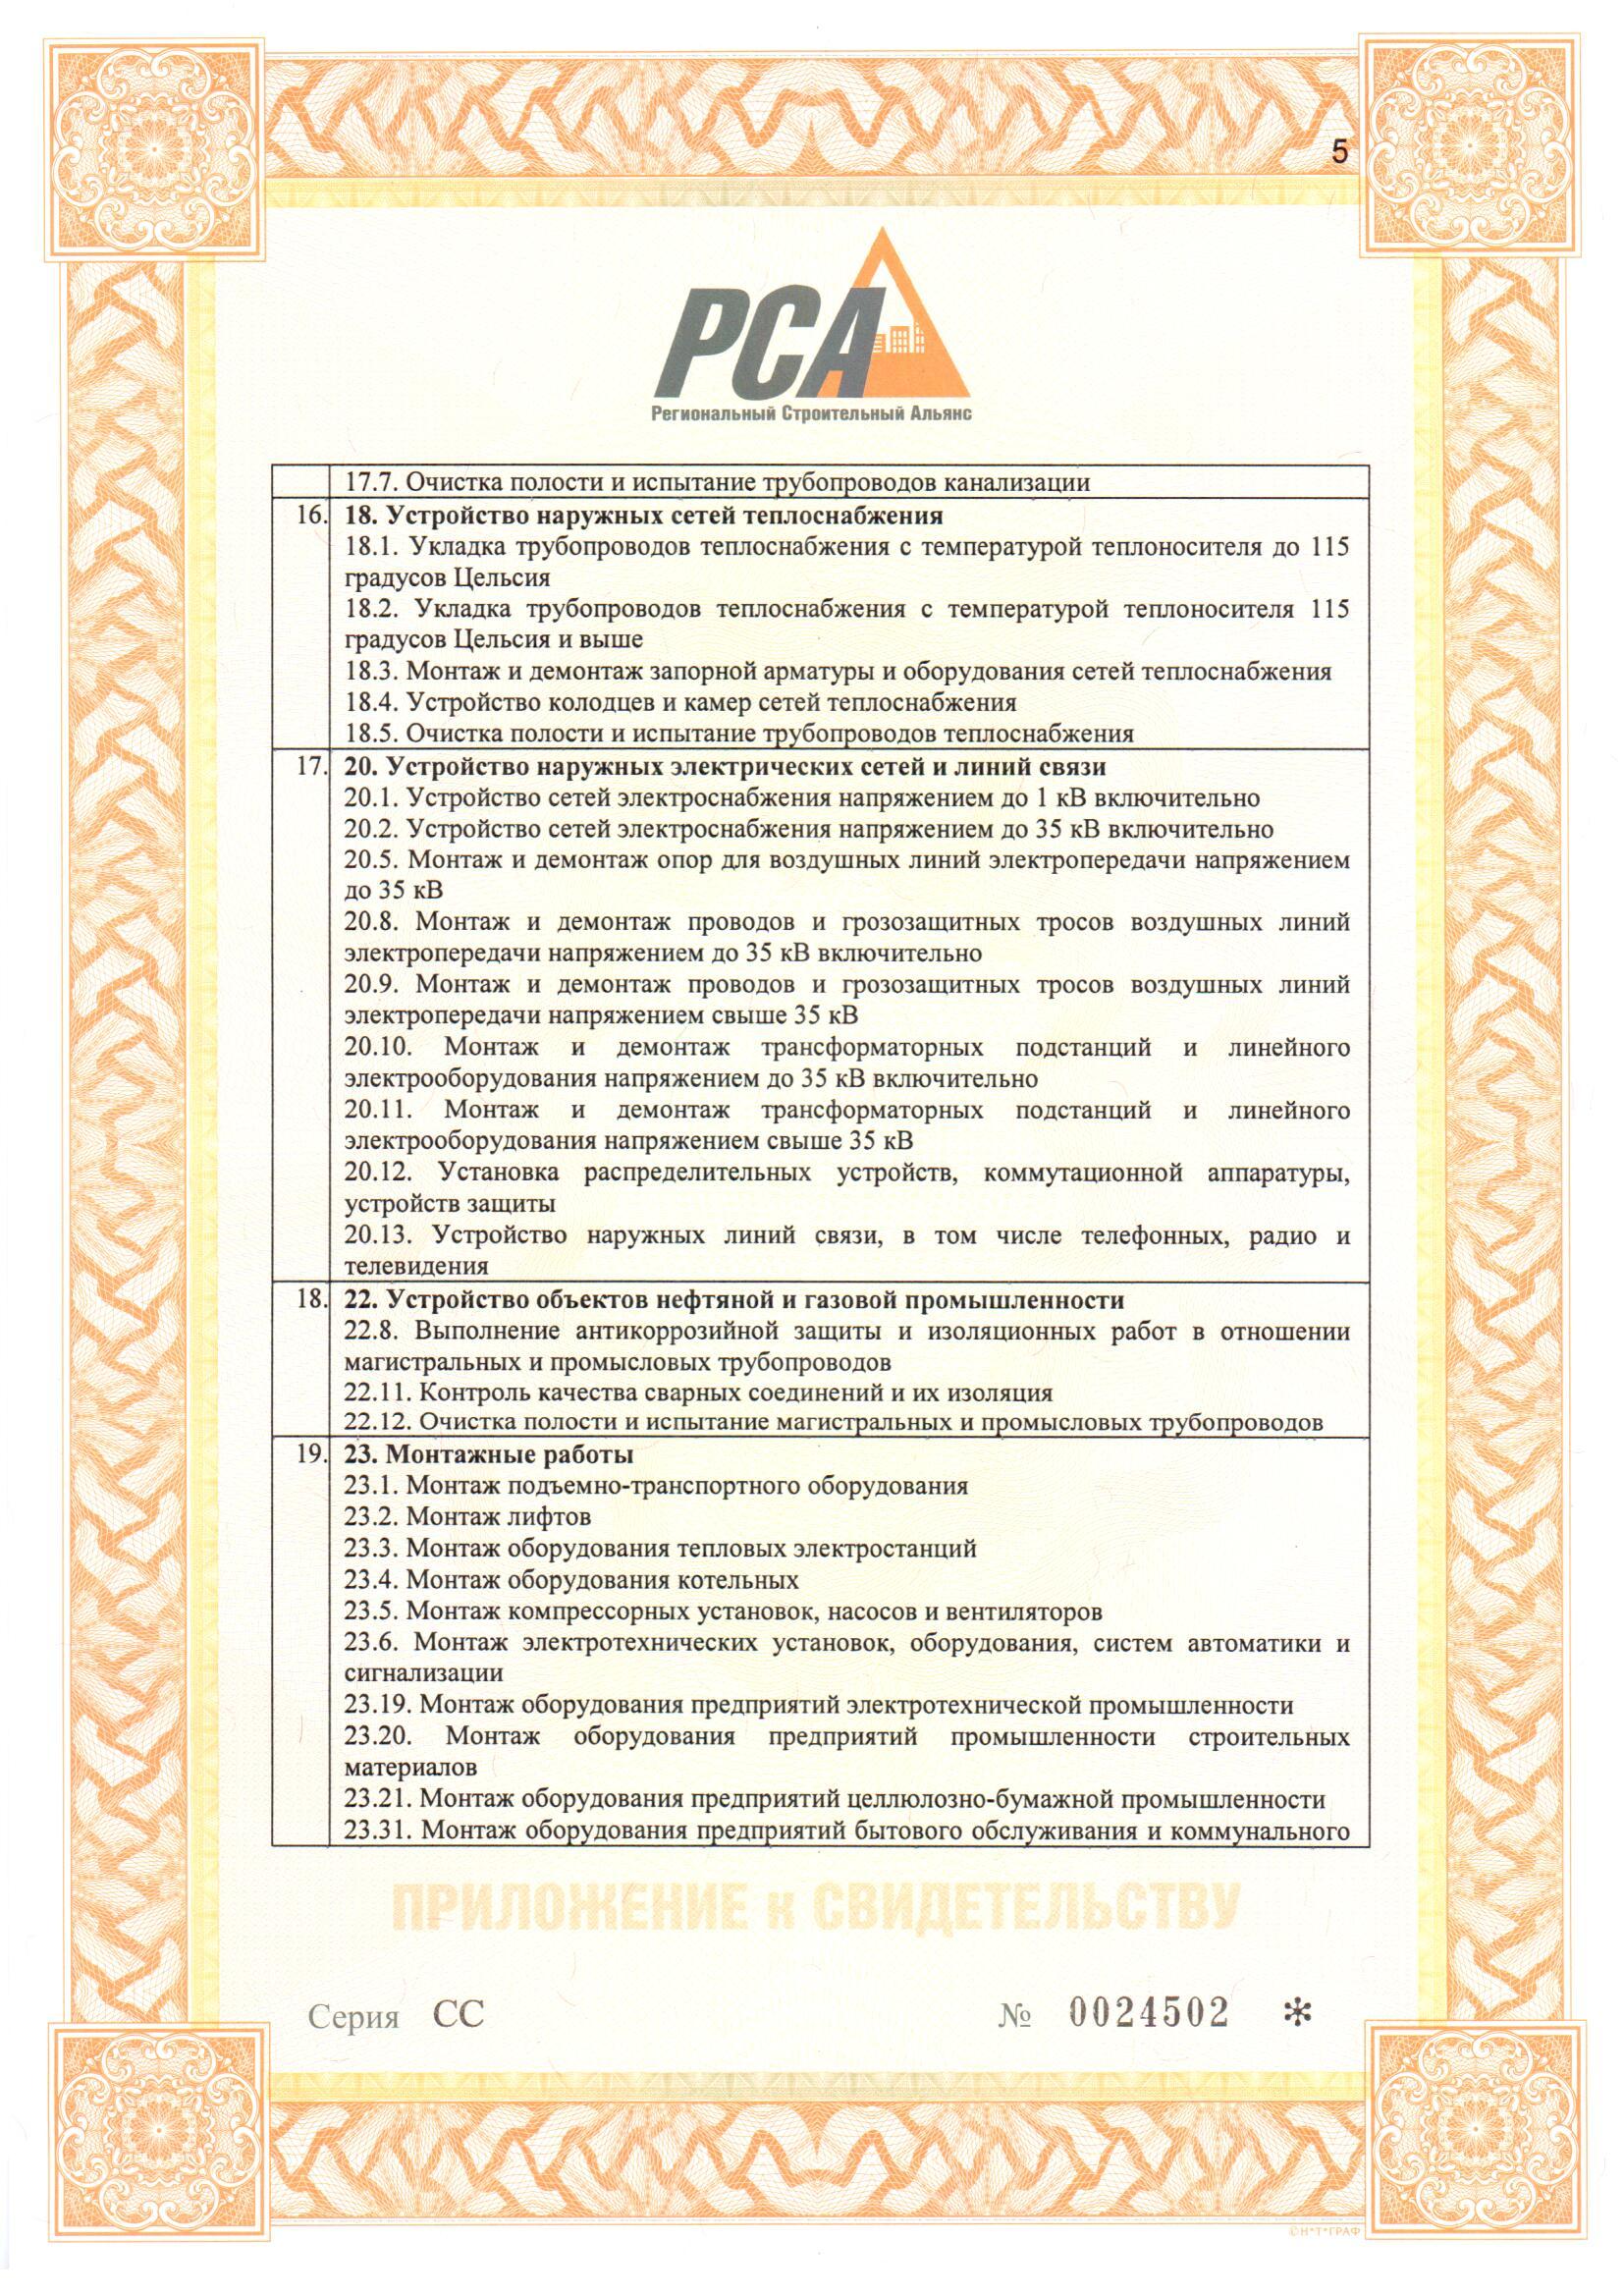 5
РСА
Региональный Строительный Альянс
17.7. Очистка полости и испытание трубопроводов канализации
16. 18. Устройство наружных сетей теплоснабжения
18.1. Укладка трубопроводов теплоснабжения с температурой теплоносителя до 115
градусов Цельсия
18.2. Укладка трубопроводов теплоснабжения с температурой теплоносителя 115
градусов Цельсия и выше
18.3. Монтаж и демонтаж запорной арматуры и оборудования сетей теплоснабжения
18.4. Устройство колодцев и камер сетей теплоснабжения
18.5. Очистка полости и испытание трубопроводов теплоснабжения
17. 20. Устройство наружных электрических сетей и линий связи
20.1. Устройство сетей электроснабжения напряжением до 1 кВ включительно
20.2. Устройство сетей электроснабжения напряжением до 35 кВ включительно
20.5. Монтаж и демонтаж опор для воздушных линий электропередачи напряжением
до 35 кВ
20.8. Монтаж и демонтаж проводов и грозозащитных тросов воздушных линий
электропередачи напряжением до 35 кВ включительно
20.9. Монтаж и демонтаж проводов и грозозащитных тросов воздушных линий
электропередачи напряжением свыше 35 кВ
20.10. Монтаж и демонтаж трансформаторных подстанций и линейного
электрооборудования напряжением до 35 кВ включительно
20.11. Монтаж и демонтаж трансформаторных подстанций и линейного
электрооборудования напряжением свыше 35 кВ
20.12. Установка распределительных устройств, коммутационной аппаратуры,
устройств защиты
20.13. Устройство наружных линий связи, в том числе телефонных, радио и
телевидения
18. 22. Устройство объектов нефтяной и газовой промышленности
22.8. Выполнение антикоррозийной защиты и изоляционных работ в отношении
магистральных и промысловых трубопроводов
22.11. Контроль качества сварных соединений и их изоляция
22.12. Очистка полости и испытание магистральных и промысловых трубопроводов
19. 23. Монтажные работы
23.1. Монтаж подъемно-транспортного оборудования
23.2. Монтаж лифтов
23.3. Монтаж оборудования тепловых электростанций
23.4. Монтаж оборудования котельных
23.5. Монтаж компрессорных установок, насосов и вентиляторов
23.6. Монтаж электротехнических установок, оборудования, систем автоматики и
сигнализации
23.19. Монтаж оборудования предприятий электротехнической промышленности
23.20. Монтаж оборудования предприятий промышленности строительных
материалов
23.21. Монтаж оборудования предприятий целлюлозно-бумажной промышленности
23.31. Монтаж оборудования предприятий бытового обслуживания и коммунального
ПРИЛОЖЕНИЕ к СВИДЕТЕЛЬСТВУ
Серия СС № 0024502 *
©Н*Т*ГРАФ